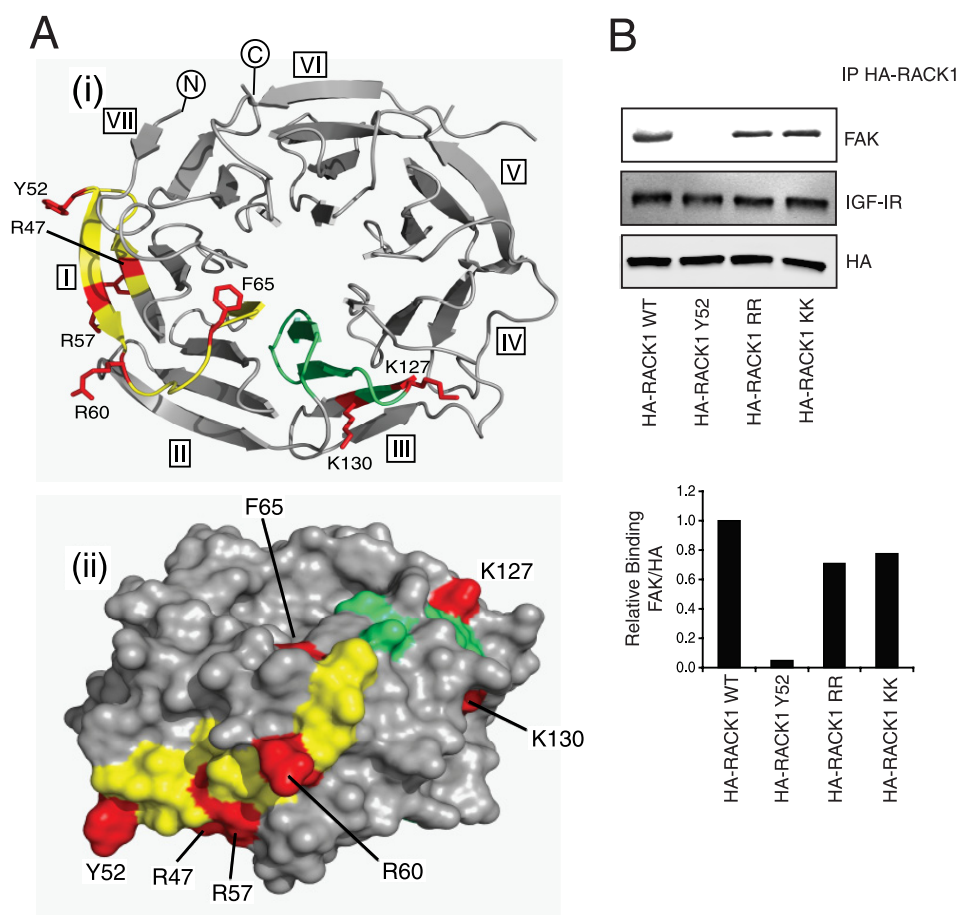 A
(i)
N
C
VI
VII
V
Y52
R47
I
F65
R57
IV
K127
R60
II
III
K130
(ii)
F65
K127
K130
Y52
R47
R57
R60
B
IP HA-RACK1
FAK
IGF-IR
HA
HA-RACK1 WT
HA-RACK1 Y52
HA-RACK1 RR
HA-RACK1 KK
Relative Binding
FAK/HA
1.2
1.0
0.8
0.6
0.4
0.2
0.0
HA-RACK1 WT
HA-RACK1 Y52
HA-RACK1 RR
HA-RACK1 KK